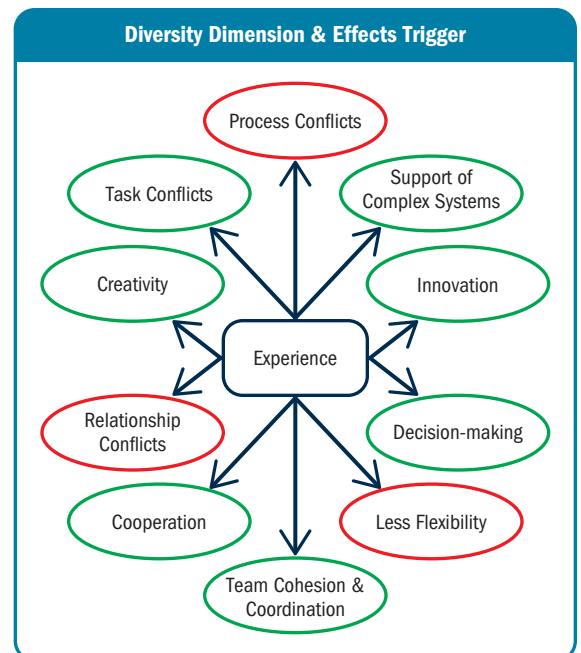 Diversity Dimension & Effects Trigger
Process Conflicts
Task Conflicts
Support of
Complex Systems
Creativity
Innovation
Experience
Relationship
Conflicts
Decision-making
Cooperation
Less Flexibility
Team Cohesion &
Coordination